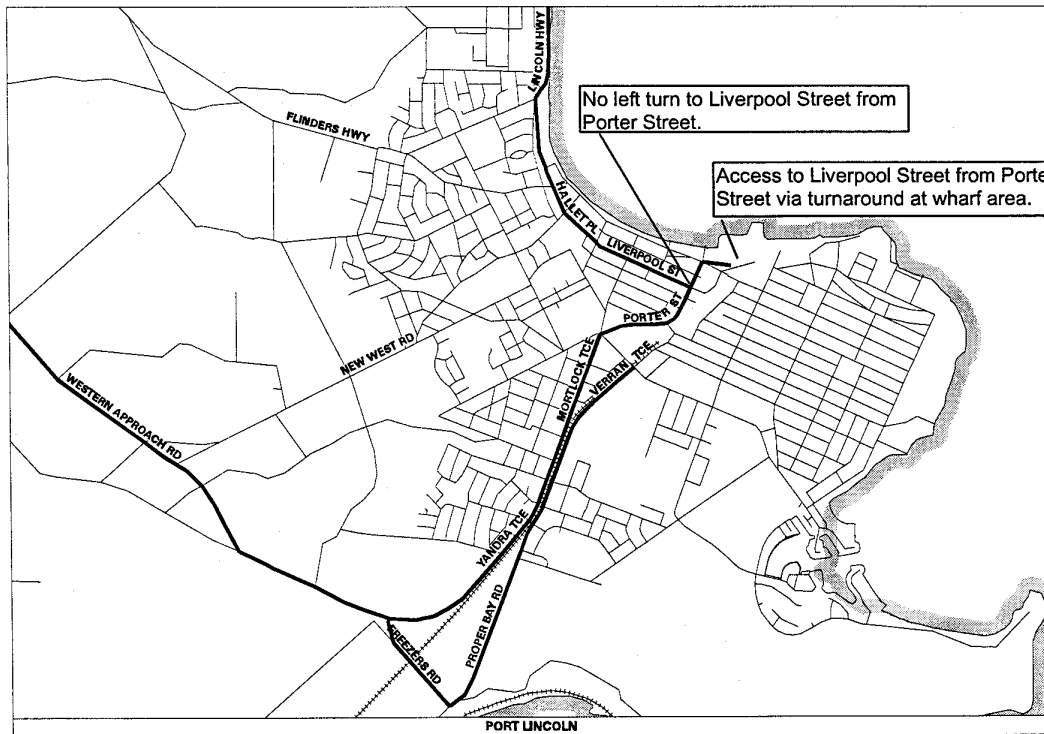 LINCOLN HWY
No left turn to Liverpool Street from
Porter Street.
FLINDERS HWY
Access to Liverpool Street from Porte
Street via turnaround at wharf area.
HALLET PL
LIVERPOOL ST
PORTER ST
NEW WEST RD
MORTLOCK TCE
VERRAN TCE
WESTERN APPROACH RD
YANDRA TCE
PROPER BAY RD
FREEZERS RD
PORT LINCOLN